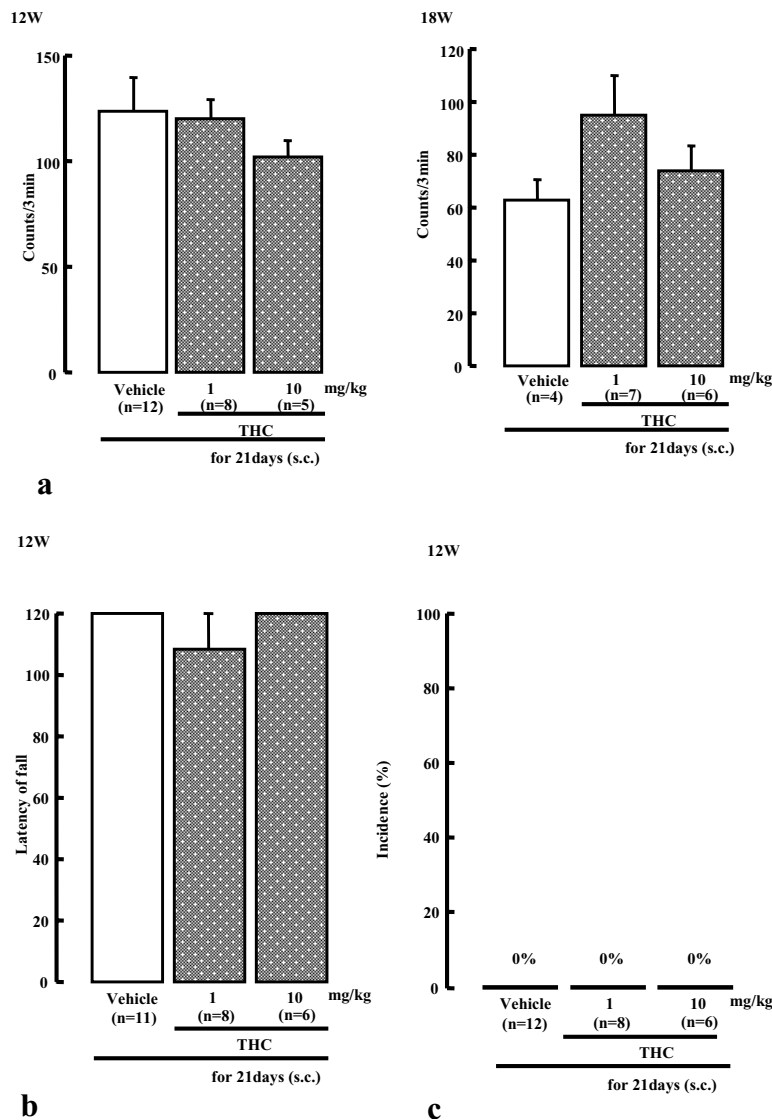 12W
150
100
50
0
Counts/3min
Vehicle
(n=12)
1
(n=8)
10
(n=5)
mg/kg
THC
for 21days (s.c.)
18W
120
100
80
60
40
20
0
Counts/3min
Vehicle
(n=4)
1
(n=7)
10
(n=6)
mg/kg
THC
for 21days (s.c.)
a
12W
120
100
80
60
40
20
0
Latency of fall
Vehicle
(n=11)
1
(n=8)
10
(n=6)
mg/kg
THC
for 21days (s.c.)
b
12W
100
80
60
40
20
0
Incidence (%)
0%
0%
0%
Vehicle
(n=12)
1
(n=8)
10
(n=6)
mg/kg
THC
for 21days (s.c.)
c